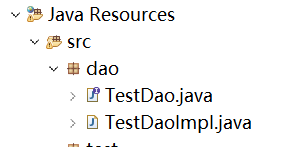 Java Resources
src
dao
TestDao.java
TestDaoImpl.java